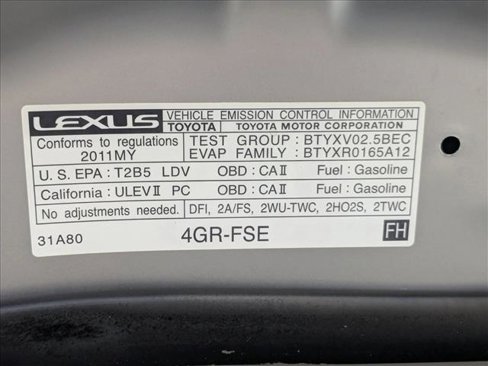 LEXUS VEHICLE EMISSION CONTROL INFORMATION
TOYOTA TOYOTA MOTOR CORPORATION
Conforms to regulations TEST GROUP : BTYXV02.5BEC
2011MY EVAP FAMILY : BTYXR0165A12
U. S. EPA : T2B5 LDV OBD : CAⅡ Fuel : Gasoline
California : ULEVⅡ PC OBD : CAⅡ Fuel : Gasoline
No adjustments needed. DFI, 2A/FS, 2WU-TWC, 2HO2S, 2TWC
31A80 4GR-FSE FH